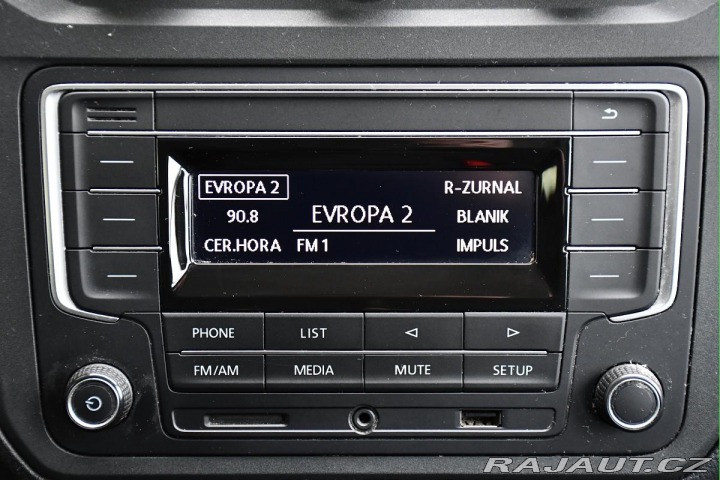 EVROPA 2 R-ZURNAL
90.8 EVROPA 2 BLANIK
CER.HORA FM 1 IMPULS
PHONE LIST
FM/AM MEDIA MUTE SETUP
RAJAUT.CZ